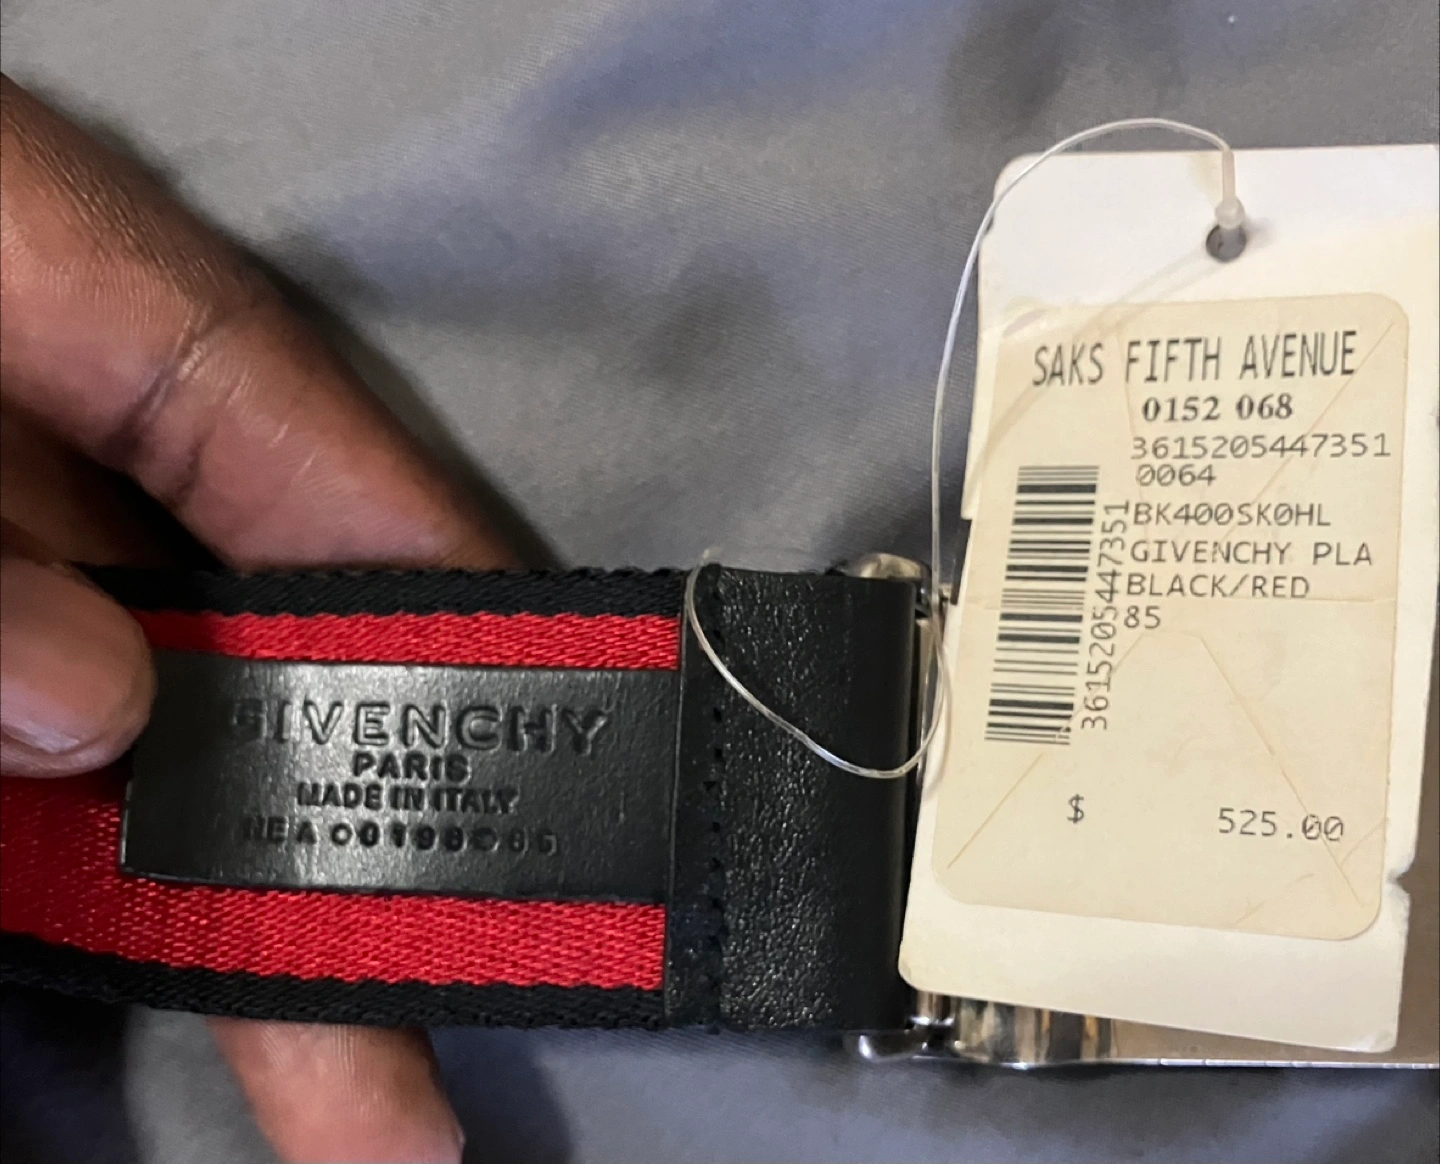 GIVENCHY
PARIS
MADE IN ITALY
SAKS FIFTH AVENUE
0152 068
3615205447351
0064
BK400SK0HL
GIVENCHY PLA
BLACK/RED
85
3615205447351
$ 525.00